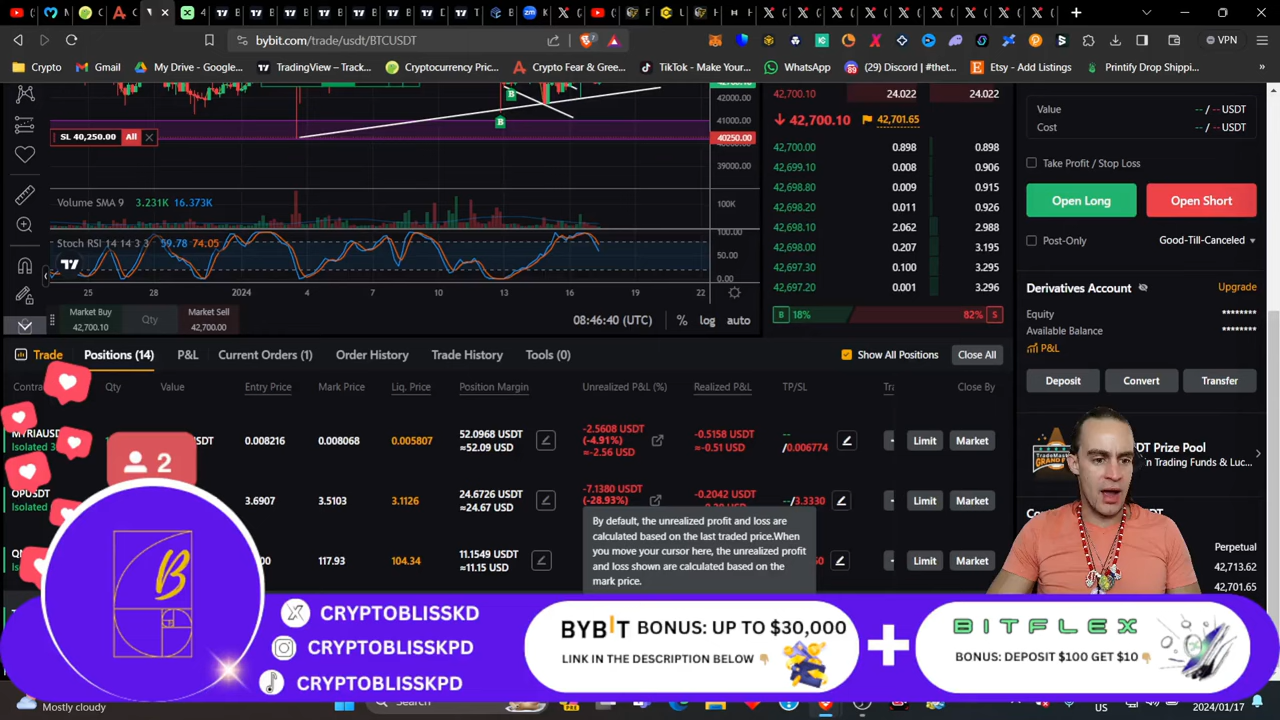 bybit.com/trade/usdt/BTCUSDT
VPN
Crypto
Gmail
My Drive - Google...
TradingView – Track...
Cryptocurrency Pric...
Crypto Fear & Gree...
TikTok - Make Your...
WhatsApp
(29) Discord | #thet...
Etsy - Add Listings
Printify Drop Shippi...
42000.00
41000.00
40250.00
39000.00
SL 40,250.00 All
B
B
Volume SMA 9 3.231K 16.373K
100K
Stoch RSI 14 14 3 3 59.78 74.05
100.00
50.00
0.00
25 28 2024 4 7 10 13 16 19 22
Market Buy
42,700.10
Qty
Market Sell
42,700.00
08:46:40 (UTC)
% log auto
42,700.10 24.022 24.022
42,700.10 42,701.65
42,700.00 0.898 0.898
42,699.10 0.008 0.906
42,698.80 0.009 0.915
42,698.20 0.011 0.926
42,698.10 2.062 2.988
42,698.00 0.207 3.195
42,697.30 0.100 3.295
42,697.20 0.001 3.296
B 18% 82% S
Value -- / -- USDT
Cost -- / -- USDT
Take Profit / Stop Loss
Open Long
Open Short
Post-Only
Good-Till-Canceled
Derivatives Account
Upgrade
Equity ********
Available Balance ********
P&L
Deposit
Convert
Transfer
DT Prize Pool
n Trading Funds & Luc...
Perpetual
42,713.62
42,701.65
USDT
Trade
Positions (14)
P&L
Current Orders (1)
Order History
Trade History
Tools (0)
Show All Positions
Close All
Qty
Value
Entry Price
Mark Price
Liq. Price
Position Margin
Unrealized P&L (%)
Realized P&L
TP/SL
Close By
MYRIAUSD
Isolated
0.008216 0.008068 0.005807
52.0968 USDT
≈52.09 USDT
-2.5608 USDT
(-4.91%)
≈-2.56 USDT
-0.5158 USDT
≈-0.51 USDT
--
/0.006774
Limit
Market
OPUSDT
Isolated
3.6907 3.5103 3.1126
24.6726 USDT
≈24.67 USDT
-7.1380 USDT
(-28.93%)
-0.2042 USDT
--/3.3330
Limit
Market
117.93 104.34
11.1549 USDT
≈11.15 USDT
Limit
Market
By default, the unrealized profit and loss are
calculated based on the last traded price.When
you move your cursor here, the unrealized profit
and loss shown are calculated based on the
mark price.
2
B
CRYPTOBLISSKD
CRYPTOBLISSKPD
CRYPTOBLISSKPD
BYBIT BONUS: UP TO $30,000
LINK IN THE DESCRIPTION BELOW
BITFLEX
BONUS: DEPOSIT $100 GET $10
Mostly cloudy
Search
US
2024/01/17